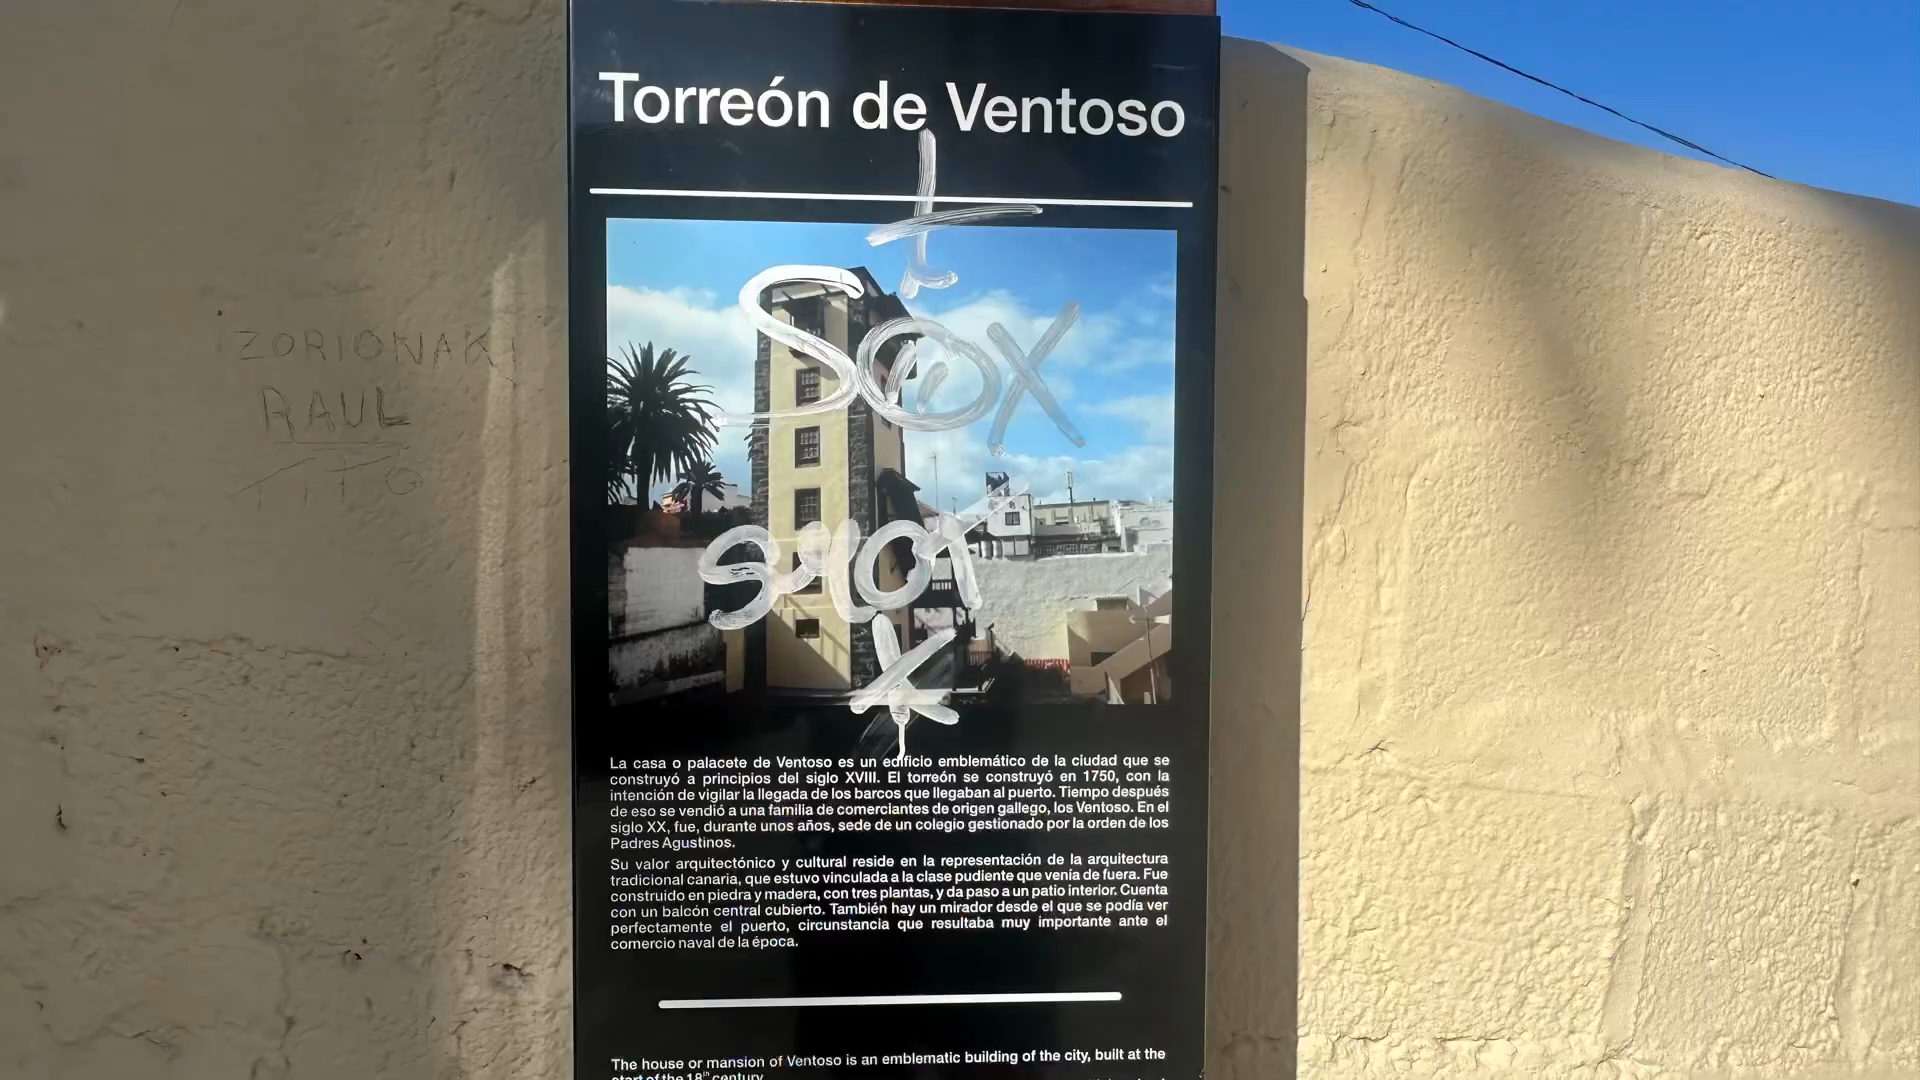 Torreón de Ventoso
ZORIONAK
RAUL
TITO
SOX
La casa o palacete de Ventoso es un edificio emblemático de la ciudad que se
construyó a principios del siglo XVIII. El torreón se construyó en 1750, con la
intención de vigilar la llegada de los barcos que llegaban al puerto. Tiempo después
de eso se vendió a una familia de comerciantes de origen gallego, los Ventoso. En el
siglo XX, fue, durante unos años, sede de un colegio gestionado por la orden de los
Padres Agustinos.
Su valor arquitectónico y cultural reside en la representación de la arquitectura
tradicional canaria, que estuvo vinculada a la clase pudiente que venía de fuera. Fue
construido en piedra y madera, con tres plantas, y da paso a un patio interior. Cuenta
con un balcón central cubierto. También hay un mirador desde el que se podía ver
perfectamente el puerto, circunstancia que resultaba muy importante ante el
comercio naval de la época.
The house or mansion of Ventoso is an emblematic building of the city, built at the
start of the 18th century.